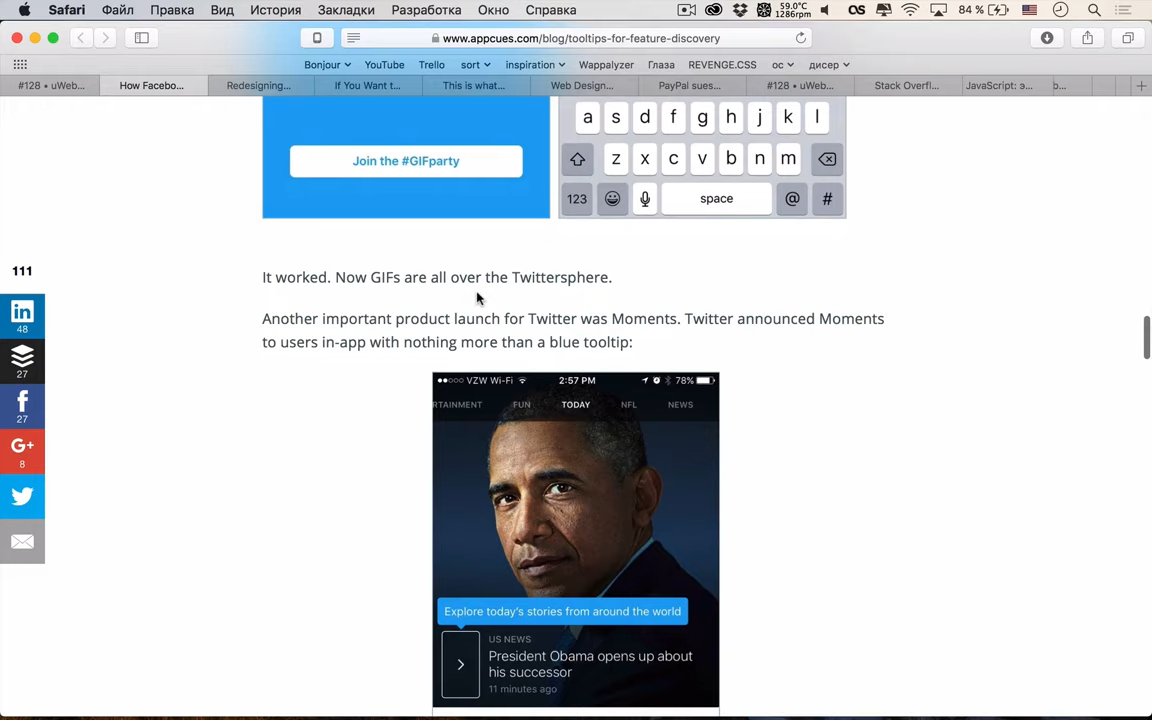 Safari Файл Правка Вид История Закладки Разработка Окно Справка 59.0°C 1286rpm 84 %
www.appcues.com/blog/tooltips-for-feature-discovery
Bonjour YouTube Trello sort inspiration Wappalyzer Глаза REVENGE.CSS ос дисер
#128 — uWeb... How Facebo... Redesigning... If You Want t... This is what... Web Design... PayPal sues... #128 — uWeb... Stack Overfl... JavaScript: э... b...
a s d f g h j k l
Join the #GIFparty
z x c v b n m
123 space @ #
111
It worked. Now GIFs are all over the Twittersphere.
in
48
Another important product launch for Twitter was Moments. Twitter announced Moments
to users in-app with nothing more than a blue tooltip:
27
f
27
G+
8
VZW Wi-Fi 2:57 PM 78%
RTAINMENT FUN TODAY NFL NEWS
Explore today's stories from around the world
US NEWS
President Obama opens up about
his successor
11 minutes ago